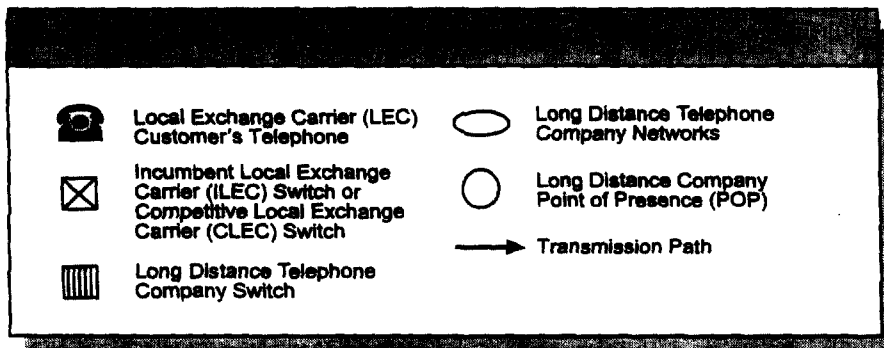 Local Exchange Carrier (LEC)
Customer's Telephone
Incumbent Local Exchange
Carrier (ILEC) Switch or
Competitive Local Exchange
Carrier (CLEC) Switch
Long Distance Telephone
Company Switch
Long Distance Telephone
Company Networks
Long Distance Company
Point of Presence (POP)
Transmission Path